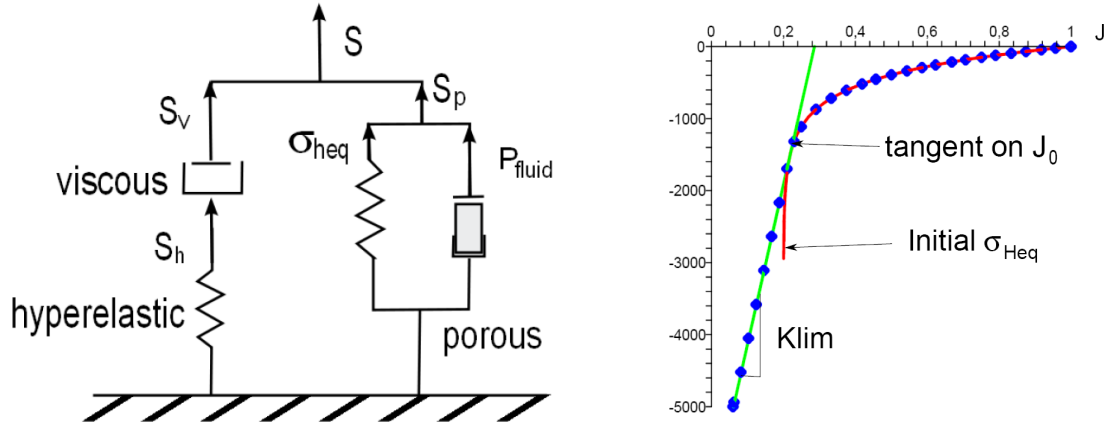 S
S_v
S_p
σ_heq
P_fluid
viscous
S_h
hyperelastic
porous
0 0,2 0,4 0,6 0,8 1 J
0
-1000
tangent on J_0
-2000
Initial σ_Heq
-3000
Klim
-4000
-5000